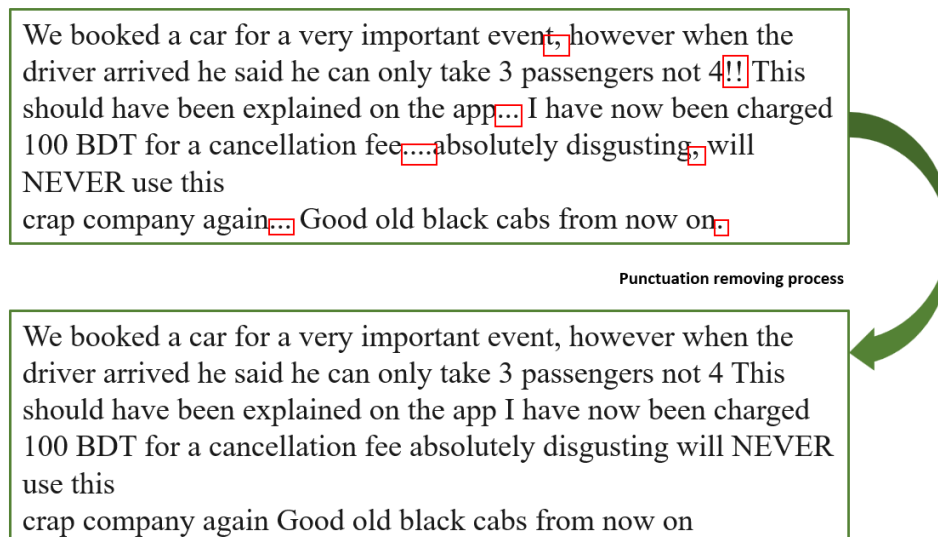 We booked a car for a very important event, however when the
driver arrived he said he can only take 3 passengers not 4!! This
should have been explained on the app... I have now been charged
100 BDT for a cancellation fee....absolutely disgusting, will
NEVER use this
crap company again... Good old black cabs from now on.
Punctuation removing process
We booked a car for a very important event, however when the
driver arrived he said he can only take 3 passengers not 4 This
should have been explained on the app I have now been charged
100 BDT for a cancellation fee absolutely disgusting will NEVER
use this
crap company again Good old black cabs from now on